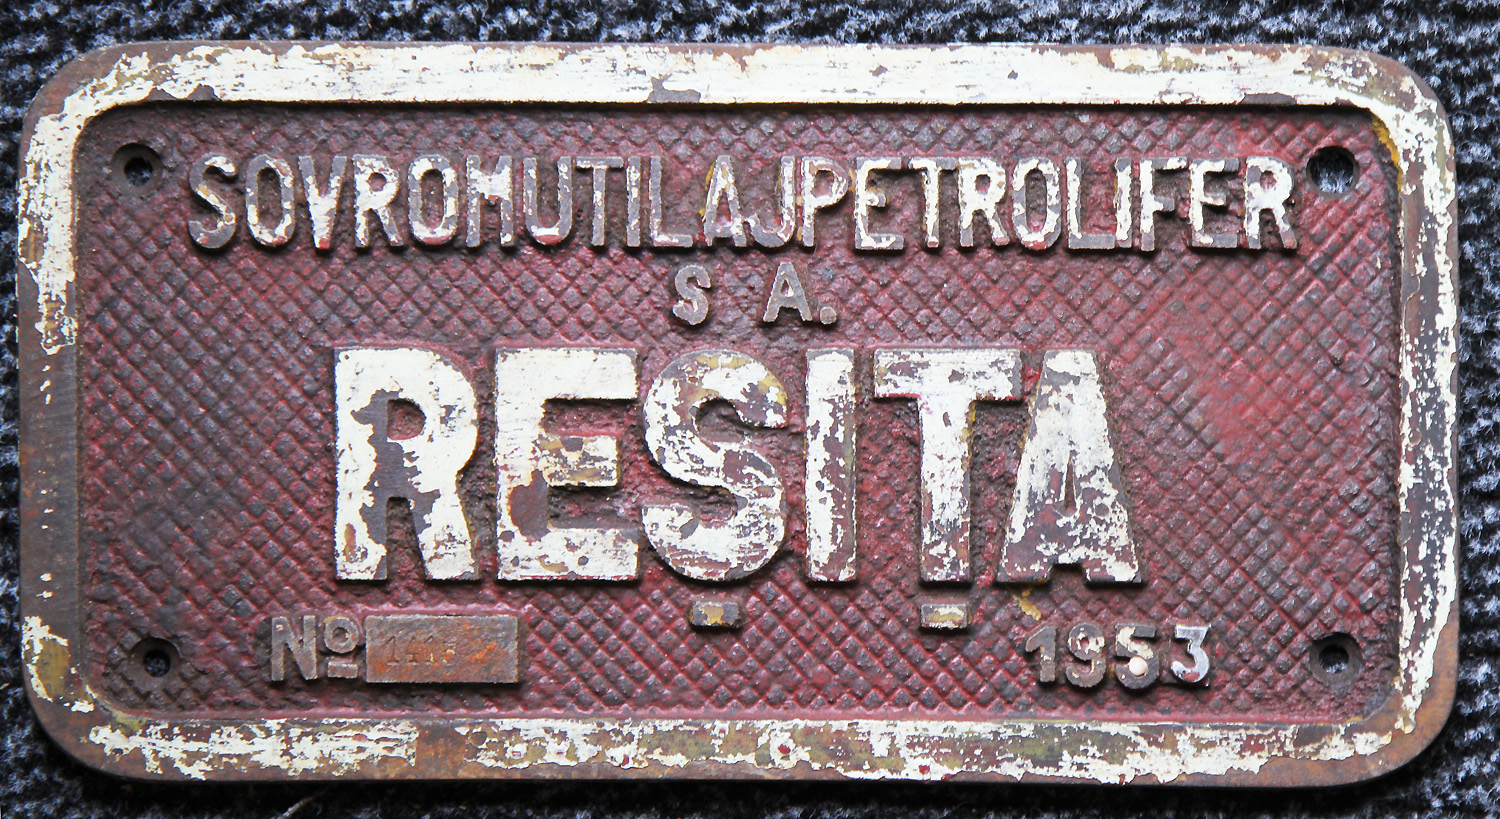 SOVROMUTILAJPETROLIFER
S A.
REȘIȚA
No 1953